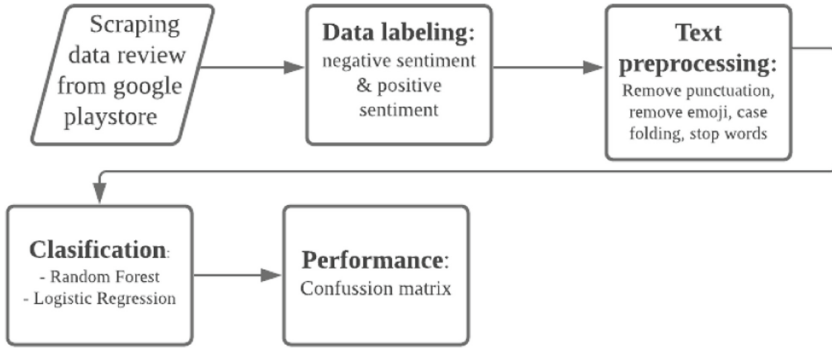 Scraping
data review
from google
playstore
Data labeling:
negative sentiment
& positive
sentiment
Text
preprocessing:
Remove punctuation,
remove emoji, case
folding, stop words
Clasification:
- Random Forest
- Logistic Regression
Performance:
Confussion matrix